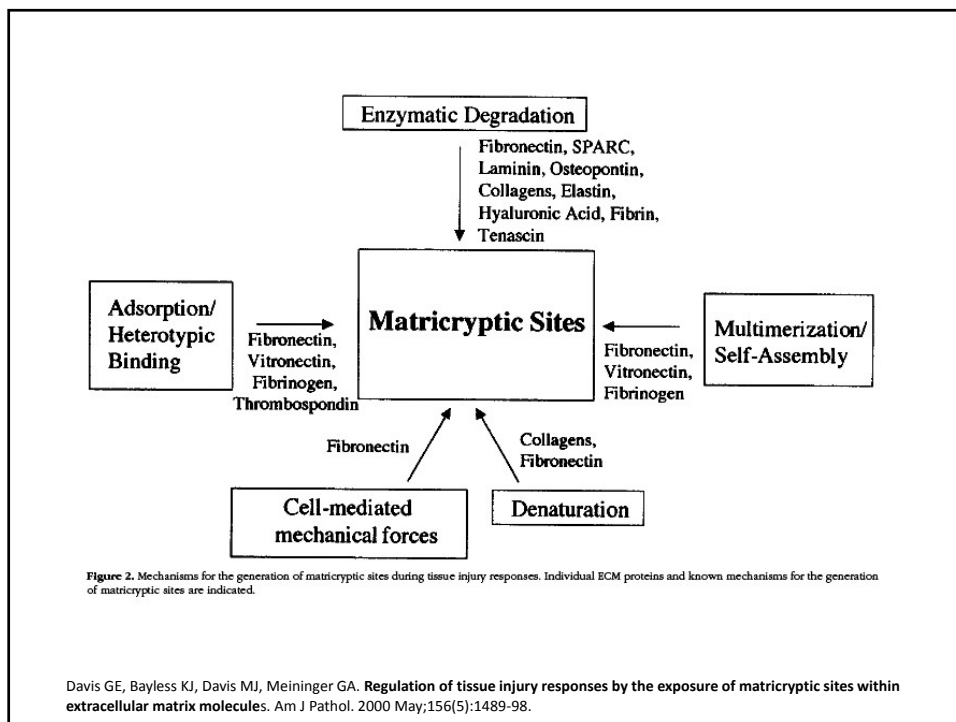 Enzymatic Degradation
Fibronectin, SPARC,
Laminin, Osteopontin,
Collagens, Elastin,
Hyaluronic Acid, Fibrin,
Tenascin
Adsorption/
Heterotypic
Binding
Fibronectin,
Vitronectin,
Fibrinogen,
Thrombospondin
Matricryptic Sites
Fibronectin,
Vitronectin,
Fibrinogen
Multimerization/
Self-Assembly
Fibronectin
Collagens,
Fibronectin
Cell-mediated
mechanical forces
Denaturation
Figure 2. Mechanisms for the generation of matricryptic sites during tissue injury responses. Individual ECM proteins and known mechanisms for the generation
of matricryptic sites are indicated.
Davis GE, Bayless KJ, Davis MJ, Meininger GA. Regulation of tissue injury responses by the exposure of matricryptic sites within
extracellular matrix molecules. Am J Pathol. 2000 May;156(5):1489-98.